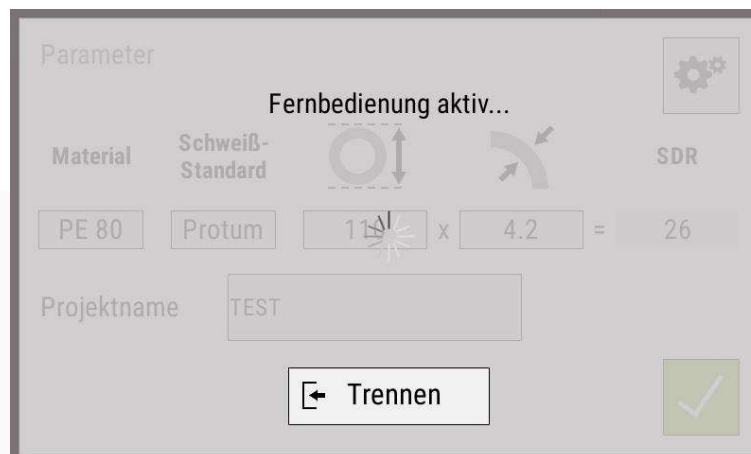 Parameter
Fernbedienung aktiv...
Material
Schweiß-
Standard
SDR
PE 80
Protum
x
4.2
=
26
Projektname
TEST
Trennen